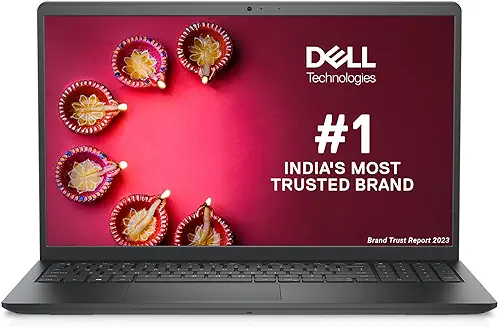 DELL
Technologies
#1
INDIA'S MOST
TRUSTED BRAND
Brand Trust Report 2023